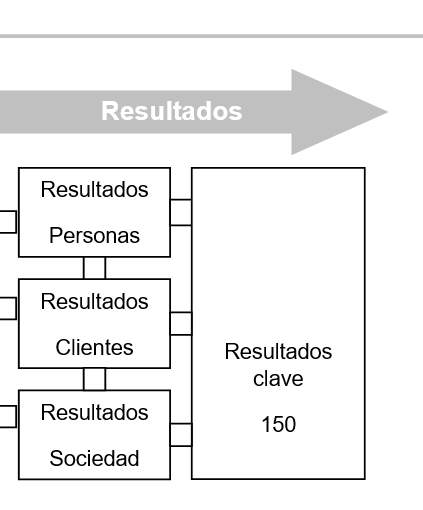 Resultados
Resultados
Personas
Resultados
Clientes
Resultados
Sociedad
Resultados
clave
150